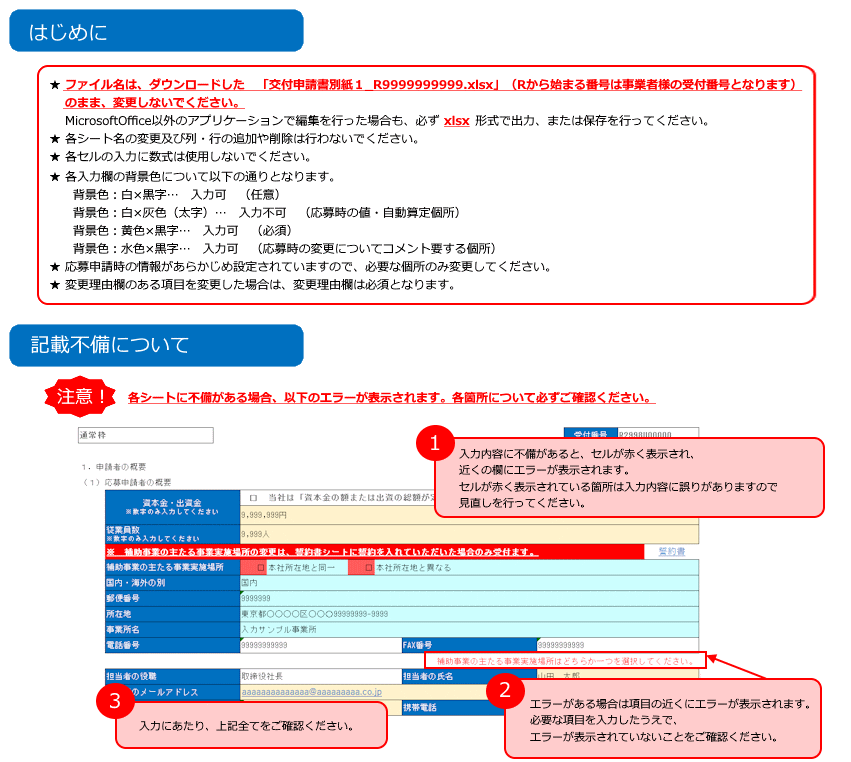 はじめに
★ ファイル名は、ダウンロードした 「交付申請書別紙１_R9999999999.xlsx」（Rから始まる番号は事業者様の受付番号となります）
のまま、変更しないでください。
MicrosoftOffice以外のアプリケーションで編集を行った場合も、必ず xlsx 形式で出力、または保存を行ってください。
★ 各シート名の変更及び列・行の追加や削除は行わないでください。
★ 各セルの入力に数式は使用しないでください。
★ 各入力欄の背景色について以下の通りとなります。
背景色：白×黒字… 入力可 （任意）
背景色：白×灰色（太字）… 入力不可 （応募時の値・自動算定個所）
背景色：黄色×黒字… 入力可 （必須）
背景色：水色×黒字… 入力可 （応募時の変更についてコメント要する個所）
★ 応募申請時の情報があらかじめ設定されていますので、必要な個所のみ変更してください。
★ 変更理由欄のある項目を変更した場合は、変更理由欄は必須となります。
記載不備について
注意！ 各シートに不備がある場合、以下のエラーが表示されます。各箇所について必ずご確認ください。
通常枠
受付番号
1
入力内容に不備があると、セルが赤く表示され、
近くの欄にエラーが表示されます。
セルが赤く表示されている箇所は入力内容に誤りがありますので
見直しを行ってください。
１．申請者の概要
（１）応募申請者の概要
資本金・出資金
※数字のみ入力してください
□ 当社は「資本金の額または出資の総額が
9,999,999円
従業員数
※数字のみ入力してください
9,999人
※ 補助事業の主たる事業実施場所の変更は、誓約書シートに誓約を入れていただいた場合のみ受付ます。 誓約書
補助事業の主たる事業実施場所 □ 本社所在地と同一 □ 本社所在地と異なる
国内・海外の別 国内
郵便番号 9999999
所在地 東京都〇〇〇〇区〇〇〇99999999-9999
事業所名 入力サンプル事業所
電話番号 99999999999 FAX番号 99999999999
補助事業の主たる事業実施場所はどちらか一つを選択してください。
担当者の役職 取締役社長 担当者の氏名 山田 太郎
のメールアドレス aaaaaaaaaaaaaa@aaaaaaaaa.co.jp
携帯電話
3
入力にあたり、上記全てをご確認ください。
2
エラーがある場合は項目の近くにエラーが表示されます。
必要な項目を入力したうえで、
エラーが表示されていないことをご確認ください。